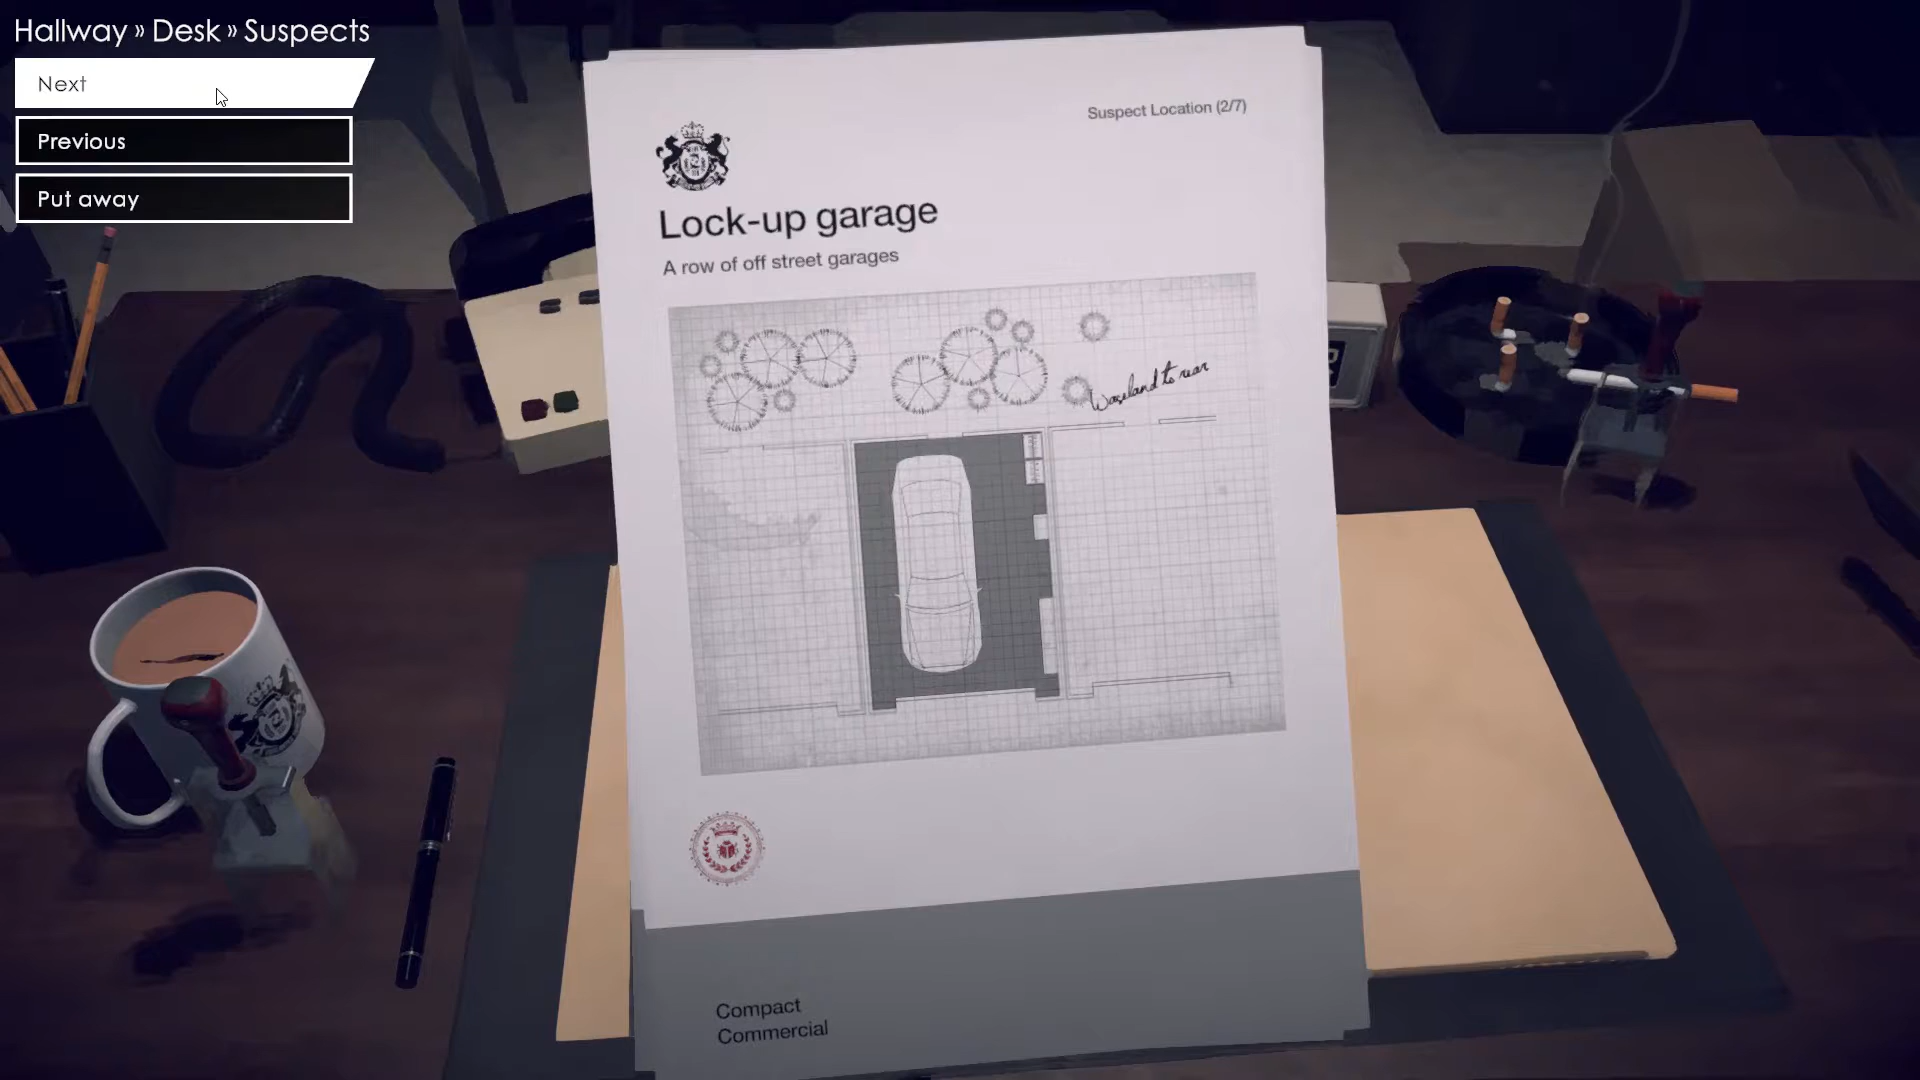 Hallway » Desk » Suspects
Next
Previous
Put away
Suspect Location (2/7)
Lock-up garage
A row of off street garages
Wasteland to rear
Compact
Commercial